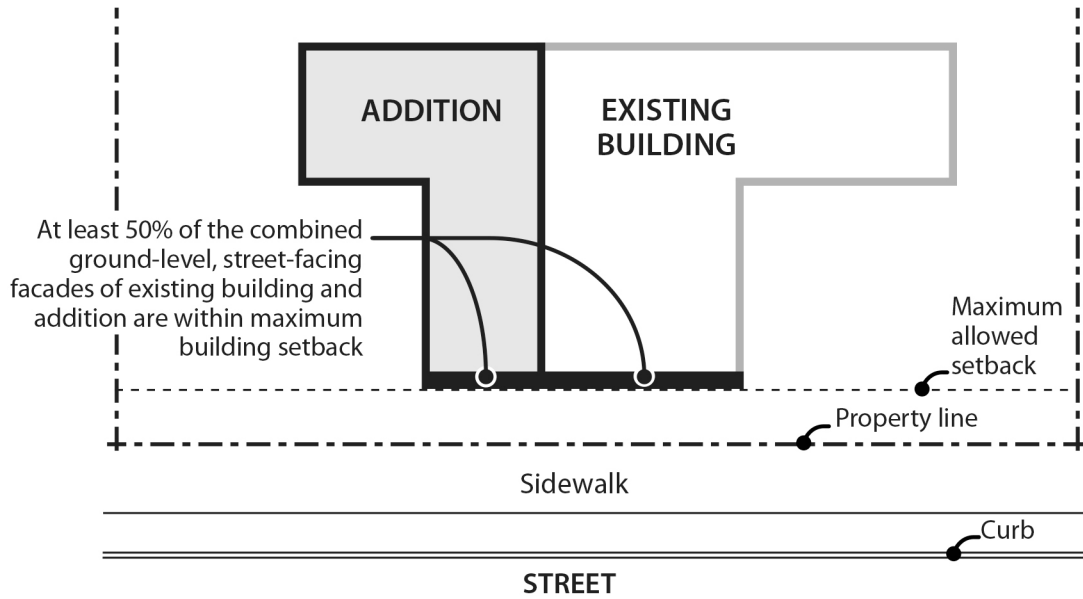 ADDITION
EXISTING
BUILDING
At least 50% of the combined
ground-level, street-facing
facades of existing building and
addition are within maximum
building setback
Maximum
allowed
setback
Property line
Sidewalk
Curb
STREET